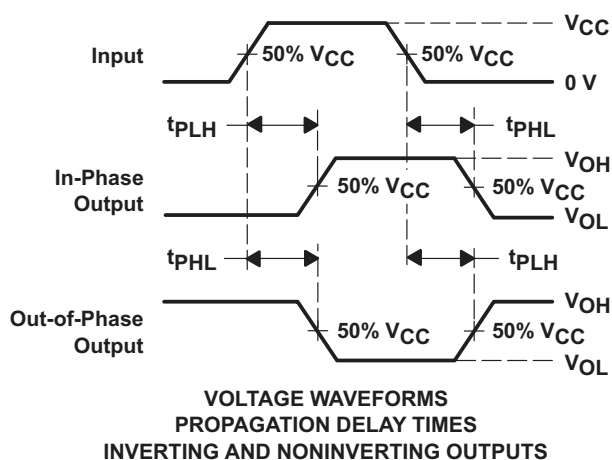 VCC
Input
50% VCC
50% VCC
0 V
tPLH
tPHL
VOH
In-Phase
Output
50% VCC
50% VCC
VOL
tPHL
tPLH
VOH
Out-of-Phase
Output
50% VCC
50% VCC
VOL
VOLTAGE WAVEFORMS
PROPAGATION DELAY TIMES
INVERTING AND NONINVERTING OUTPUTS